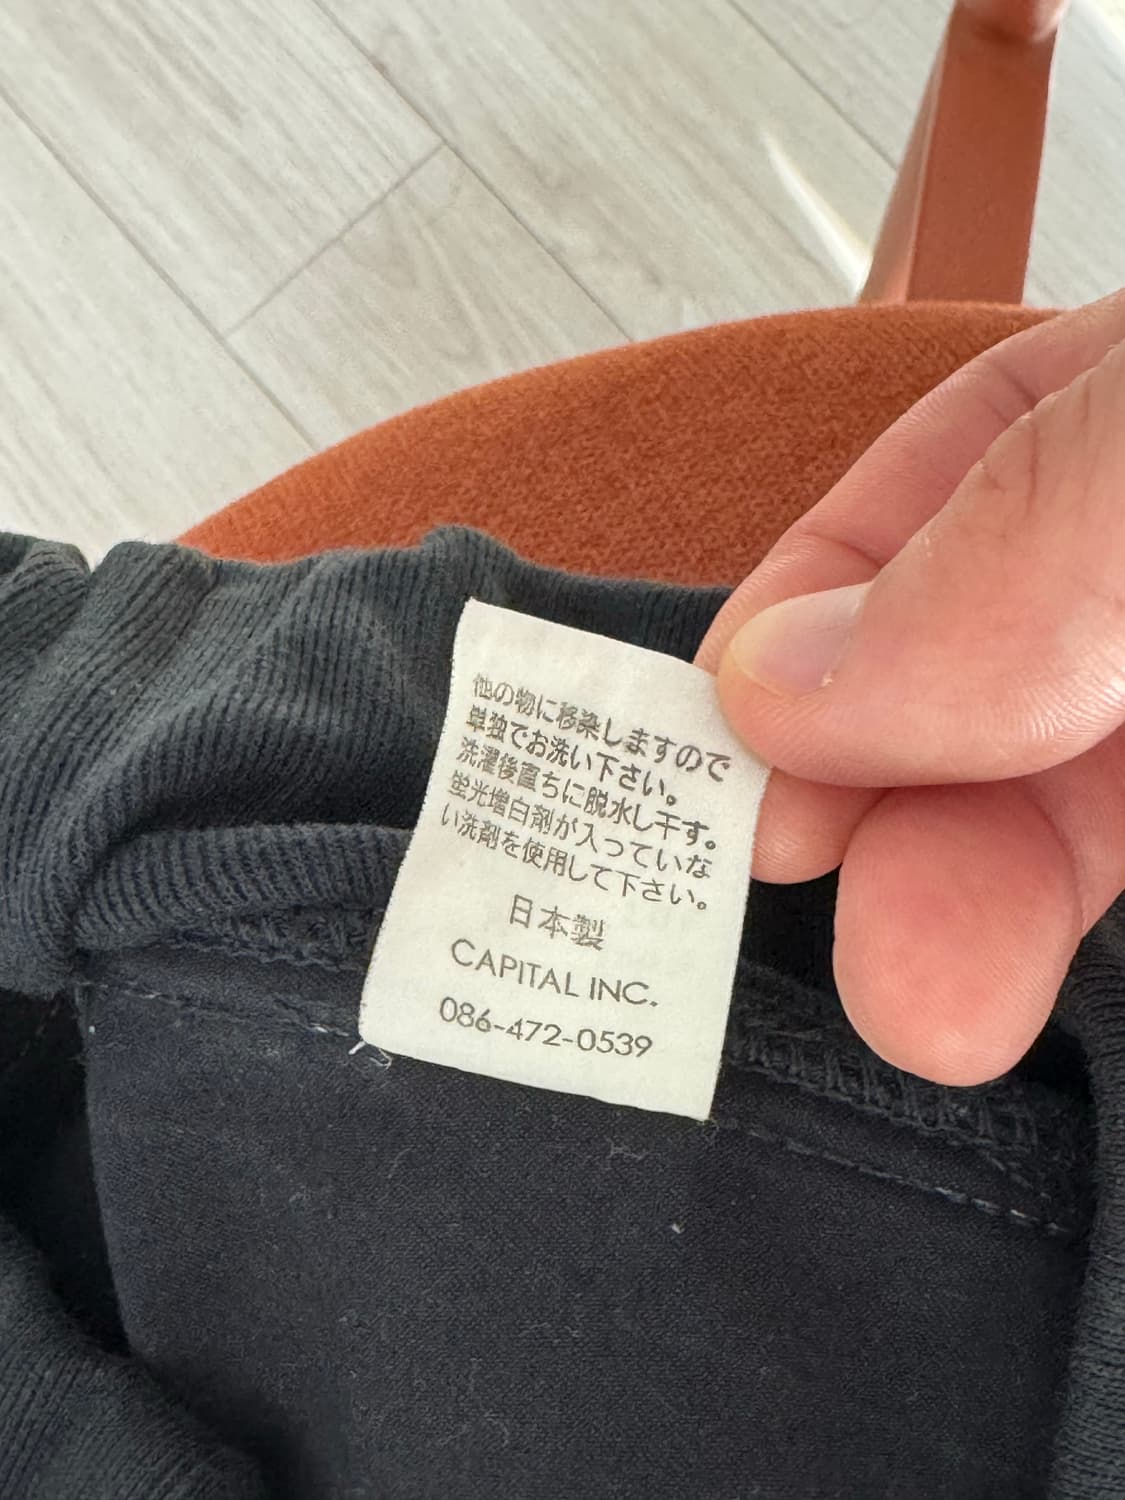 他の物に移染しますので
単独でお洗い下さい。
洗濯後直ちに脱水し干す。
蛍光増白剤が入っていな
い洗剤を使用して下さい。
日本製
CAPITAL INC.
086-472-0539